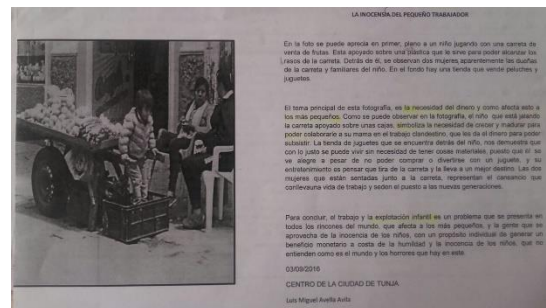 LA INOCENSIA DEL PEQUEÑO TRABAJADOR
En la foto se puede aprecia en primer, plano a un niño jugando con una carreta de
venta de frutas. Esta apoyado sobre una plástica que le sirve para poder alcanzar los
rasos de la carreta. Detrás de él, se observan dos mujeres aparentemente las dueñas
de la carreta y familiares del niño. En el fondo hay una tienda que vende peluches y
juguetes.
El tema principal de esta fotografía, es la necesidad del dinero y como afecta esto a
los más pequeños. Como se puede observar en la fotografía, el niño que está jalando
la carreta apoyado sobre unas cajas, simboliza la necesidad de crecer y madurar para
poder colaborarle a su mama en el trabajo clandestino, que les da el dinero para poder
subsistir. La tienda de juguetes que se encuentra detrás del niño, nos demuestra que
con lo justo se puede vivir sin necesidad de tener cosas materiales, puesto que él se
ve alegre a pesar de no poder comprar o divertirse con un juguete, y su
entretenimiento es pensar que tira de la carreta y la lleva a un mejor destino. Las dos
mujeres que están sentadas junto a la carreta, representan el cansancio que
conllevauna vida de trabajo y seden el puesto a las nuevas generaciones.
Para concluir, el trabajo y la explotación infantil es un problema que se presenta en
todos los rincones del mundo, que afecta a los más pequeños, y la gente que se
aprovecha de la inocencia de los niños, con un propósito individual de generar un
beneficio monetario a costa de la humildad y la inocencia de los niños, que no
entienden como es el mundo y los horrores que hay en este.
03/09/2016
CENTRO DE LA CIUDAD DE TUNJA
Luis Miguel Avella Avila